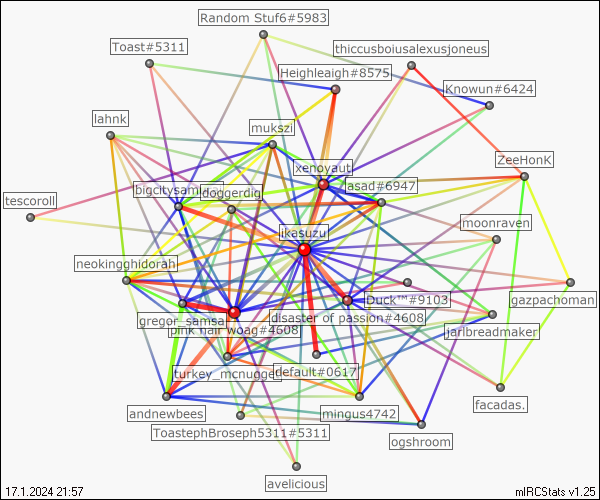 Random Stuf6#5983
Toast#5311
thiccusboiusalexusjoneus
Heighleaigh#8575
Knowun#6424
lahnk
mukszi
ZeeHonK
xenoyaut
bigcitysaml
asad#6947
doggerdig
tescoroll
moonraven
ikasuzu
neokingghidorah
Duck™#9103
gazpachoman
disaster of passion#4608
gregor_samsa
pink hair woag#4608
jarlbreadmaker
turkey_mcnugget
default#0617
facadas.
andnewbees
mingus4742
ToastephBroseph5311#5311
ogshroom
avelicious
17.1.2024 21:57
mIRCStats v1.25